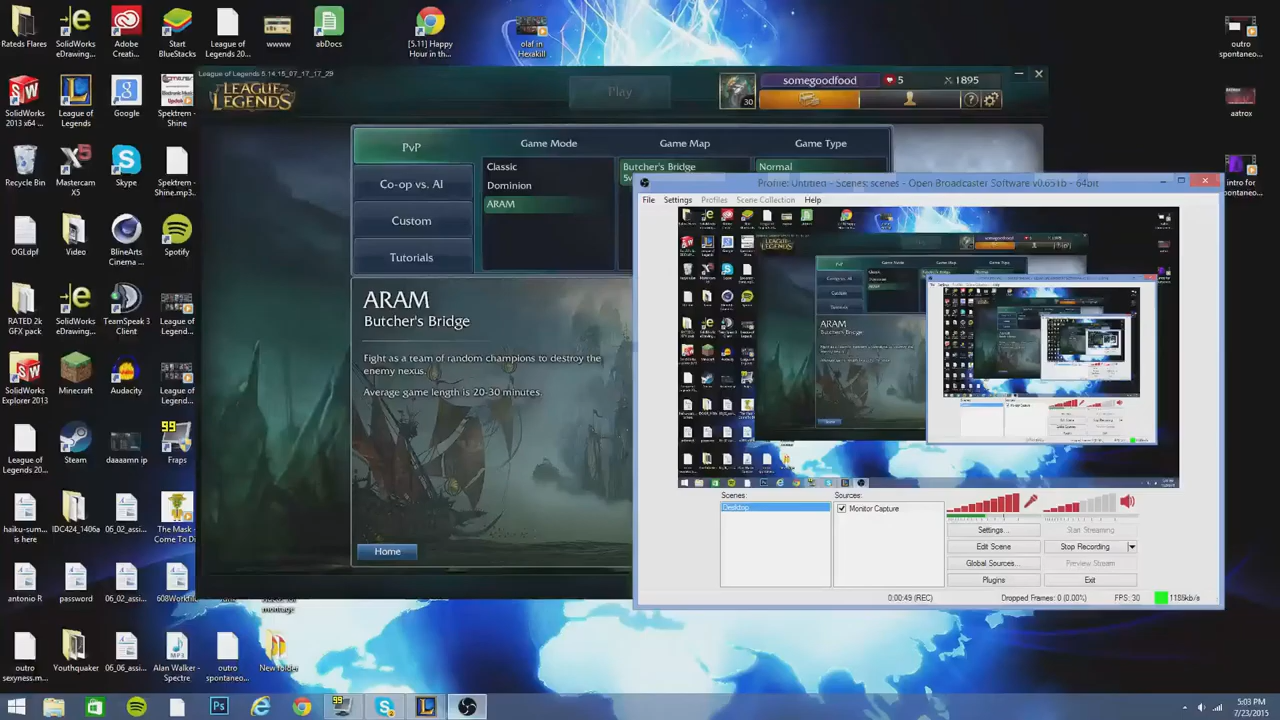 Rateds Flares
SolidWorks eDrawing...
Adobe Creati...
Start BlueStacks
League of Legends 20...
wwww
abDocs
[5.11] Happy Hour in th...
olaf in Hexakill
outro spontaneo...
SolidWorks 2013 x64 ...
League of Legends
Google
Spektrem - Shine
aatrox
Recycle Bin
Mastercam X5
Skype
Spektrem - Shine.mp3...
intro for spontaneo...
OGLdpf
Video
BlineArts Cinema ...
Spotify
RATED 2k GFX pack
SolidWorks eDrawing...
TeamSpeak 3 Client
League of Legends...
SolidWorks Explorer 2013
Minecraft
Audacity
League of Legends...
League of Legends 20...
Steam
daaaamn ip
99
Fraps
haiku-sum... is here
IDC424_1406a
06_02_assi...
The Mask - Come To D...
antonio R
password
06_02_assi...
608Workfil...
videos for montage
outro sexyness.m...
Youthquaker
06_06_assi...
Alan Walker - Spectre
outro spontaneo...
New folder
League of Legends 5.14.15_07_17_17_29
LEAGUE of LEGENDS
Play
30
somegoodfood
5
1895
PvP
Game Mode
Game Map
Game Type
Co-op vs. AI
Custom
Tutorials
Classic
Dominion
ARAM
Butcher's Bridge
Normal
ARAM
Butcher's Bridge
Fight as a team of random champions to destroy the
enemy nexus.
Average game length is 20-30 minutes.
Home
Profile: Untitled - Scenes: scenes - Open Broadcaster Software v0.651b - 64bit
File Settings Profiles Scene Collection Help
Scenes:
Desktop
Sources:
Monitor Capture
Settings...
Start Streaming
Edit Scene
Stop Recording
Global Sources...
Preview Stream
Plugins
Exit
0:00:49 (REC)
Dropped Frames: 0 (0.00%)
FPS: 30
1185kb/s
5:03 PM
7/23/2015